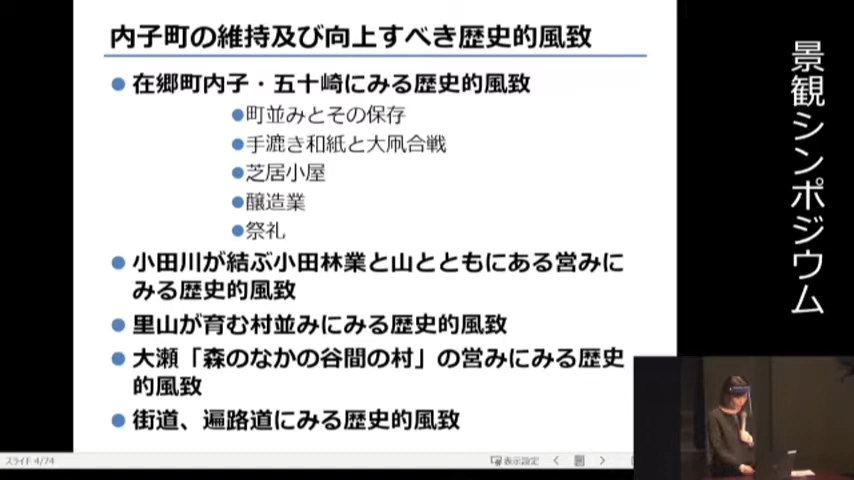 内子町の維持及び向上すべき歴史的風致
● 在郷町内子・五十崎にみる歴史的風致
●町並みとその保存
●手漉き和紙と大凧合戦
●芝居小屋
●醸造業
●祭礼
● 小田川が結ぶ小田林業と山とともにある営みに
みる歴史的風致
● 里山が育む村並みにみる歴史的風致
● 大瀬「森のなかの谷間の村」の営みにみる歴史
的風致
● 街道、遍路道にみる歴史的風致
スライド 4/74
表示設定
景観シンポジウム